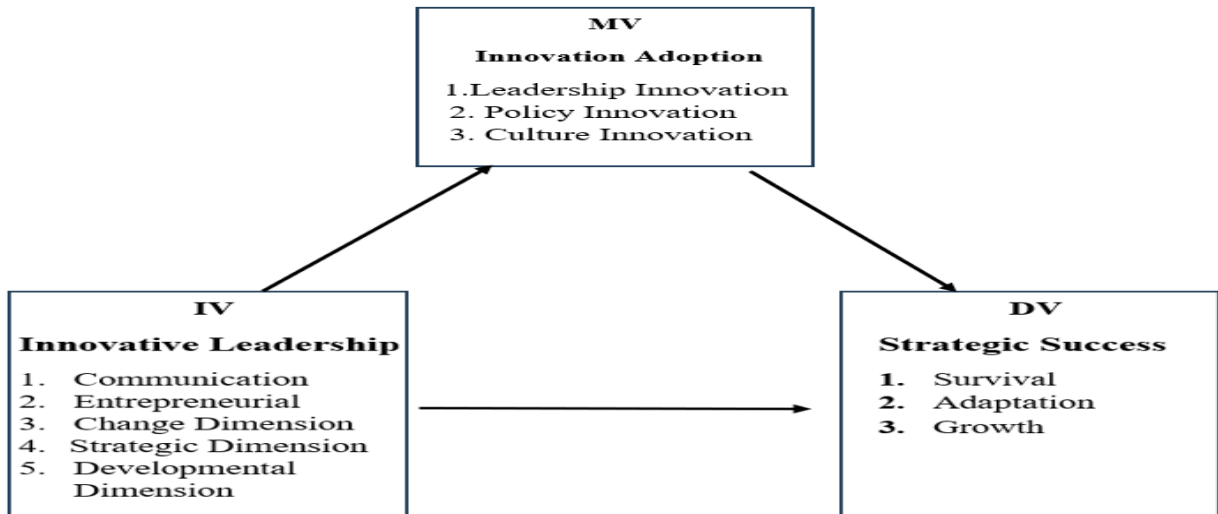 MV
Innovation Adoption
1.Leadership Innovation
2. Policy Innovation
3. Culture Innovation
IV
Innovative Leadership
1. Communication
2. Entrepreneurial
3. Change Dimension
4. Strategic Dimension
5. Developmental
Dimension
DV
Strategic Success
1. Survival
2. Adaptation
3. Growth